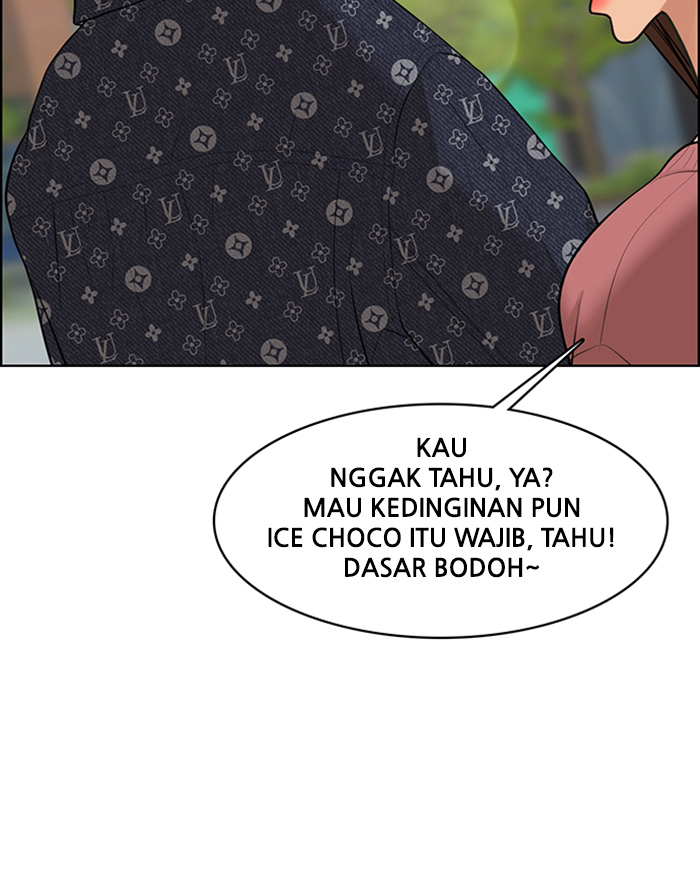 KAU
NGGAK TAHU, YA?
MAU KEDINGINAN PUN
ICE CHOCO ITU WAJIB, TAHU!
DASAR BODOH~